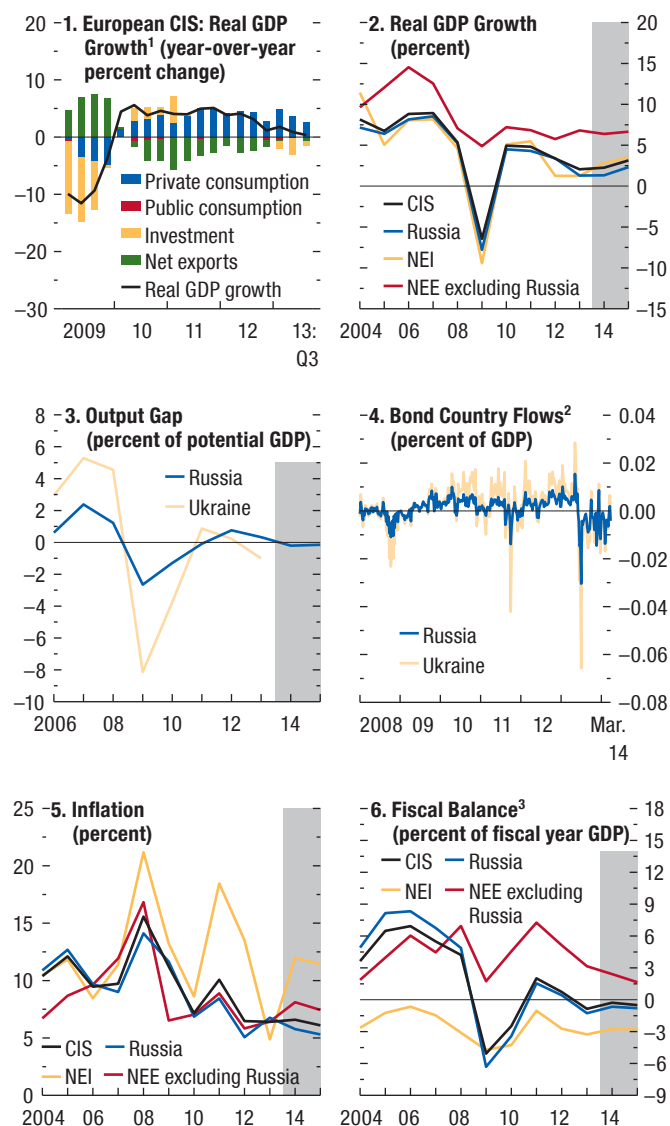 1. European CIS: Real GDP
Growth¹ (year-over-year
percent change)
20
10
0
–10
–20
–30
Private consumption
Public consumption
Investment
Net exports
Real GDP growth
2009 10 11 12 13:
Q3
2. Real GDP Growth
(percent)
20
15
10
5
0
–5
–10
–15
CIS
Russia
NEI
NEE excluding Russia
2004 06 08 10 12 14
3. Output Gap
(percent of potential GDP)
8
6
4
2
0
–2
–4
–6
–8
–10
Russia
Ukraine
2006 08 10 12 14
4. Bond Country Flows²
(percent of GDP)
0.04
0.02
0.00
–0.02
–0.04
–0.06
–0.08
Russia
Ukraine
2008 09 10 11 12 Mar.
14
5. Inflation
(percent)
25
20
15
10
5
0
CIS Russia
NEI NEE excluding Russia
2004 06 08 10 12 14
6. Fiscal Balance³
(percent of fiscal year GDP)
18
15
12
9
6
3
0
–3
–6
–9
CIS Russia
NEI NEE excluding
Russia
2004 06 08 10 12 14